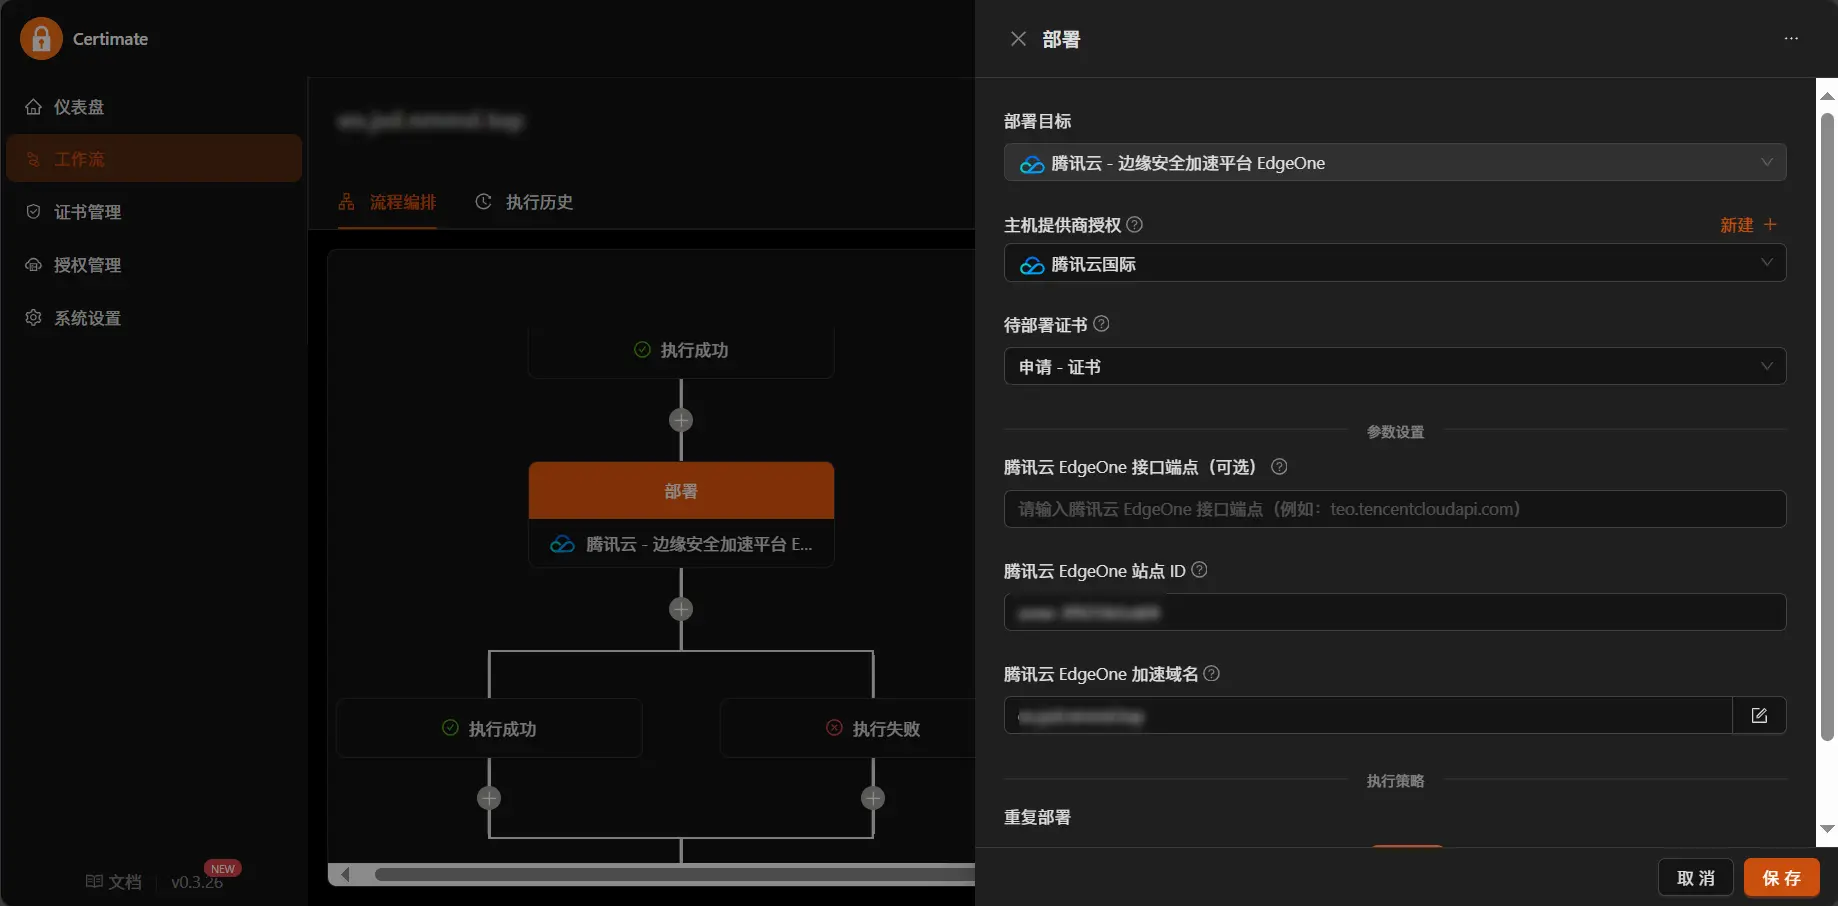 Certimate
仪表盘
工作流
证书管理
授权管理
系统设置
文档
v0.3.26
NEW
流程编排
执行历史
执行成功
部署
腾讯云 - 边缘安全加速平台 E...
执行成功
执行失败
部署
部署目标
腾讯云 - 边缘安全加速平台 EdgeOne
主机提供商授权
新建 +
腾讯云国际
待部署证书
申请 - 证书
参数设置
腾讯云 EdgeOne 接口端点（可选）
请输入腾讯云 EdgeOne 接口端点（例如：teo.tencentcloudapi.com）
腾讯云 EdgeOne 站点 ID
腾讯云 EdgeOne 加速域名
执行策略
重复部署
取 消
保 存